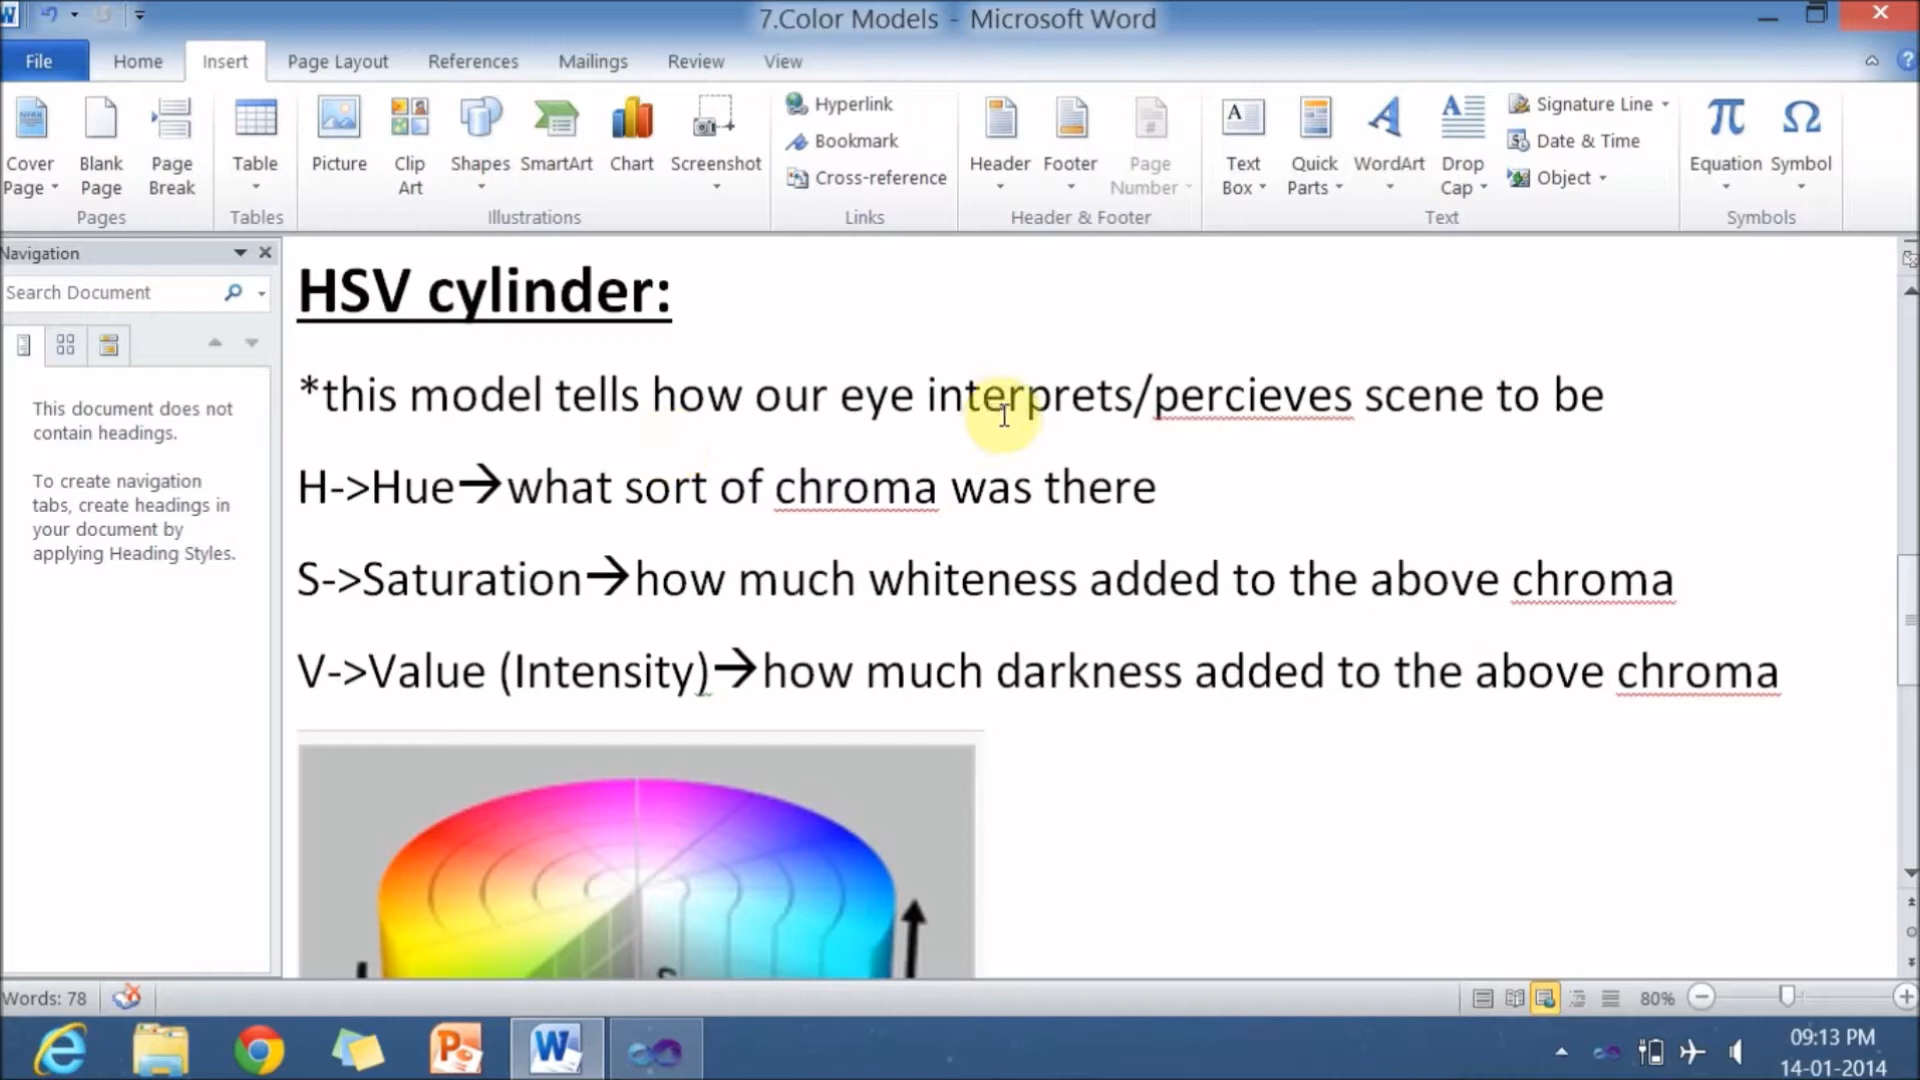 7.Color Models - Microsoft Word
File Home Insert Page Layout References Mailings Review View
Cover Page
Blank Page
Page Break
Pages
Table
Tables
Picture
Clip Art
Shapes
SmartArt
Chart
Screenshot
Illustrations
Hyperlink
Bookmark
Cross-reference
Links
Header
Footer
Page Number
Header & Footer
Text Box
Quick Parts
WordArt
Drop Cap
Signature Line
Date & Time
Object
Text
Equation
Symbol
Symbols
Navigation
Search Document
This document does not
contain headings.
To create navigation
tabs, create headings in
your document by
applying Heading Styles.
HSV cylinder:
*this model tells how our eye interprets/percieves scene to be
H->Hue→what sort of chroma was there
S->Saturation→how much whiteness added to the above chroma
V->Value (Intensity)→how much darkness added to the above chroma
Words: 78
80%
09:13 PM
14-01-2014